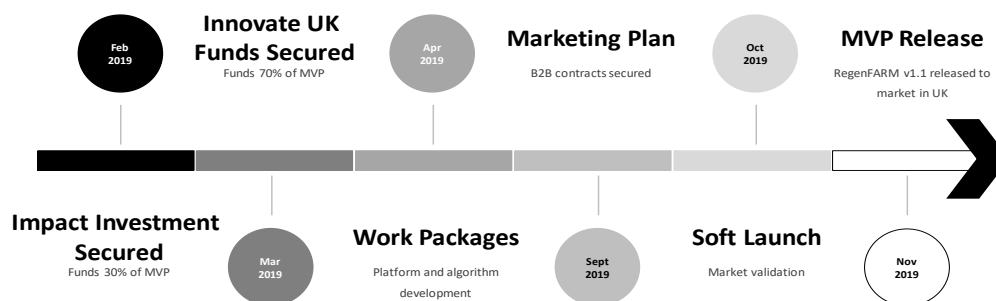 Feb
2019
Innovate UK
Funds Secured
Funds 70% of MVP
Apr
2019
Marketing Plan
B2B contracts secured
Oct
2019
MVP Release
RegenFARM v1.1 released to
market in UK
Impact Investment
Secured
Funds 30% of MVP
Mar
2019
Work Packages
Platform and algorithm
development
Sept
2019
Soft Launch
Market validation
Nov
2019